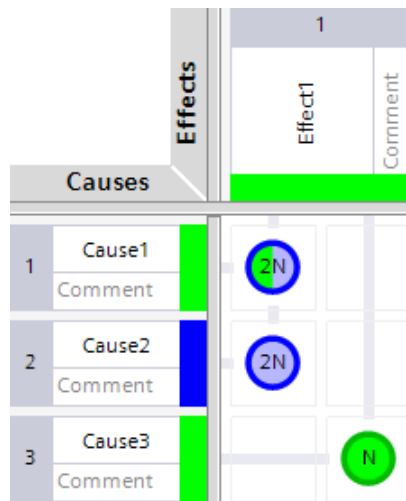 1
Effects
Effect1
Comment
Causes
1
Cause1
Comment
2N
2
Cause2
Comment
2N
3
Cause3
Comment
N